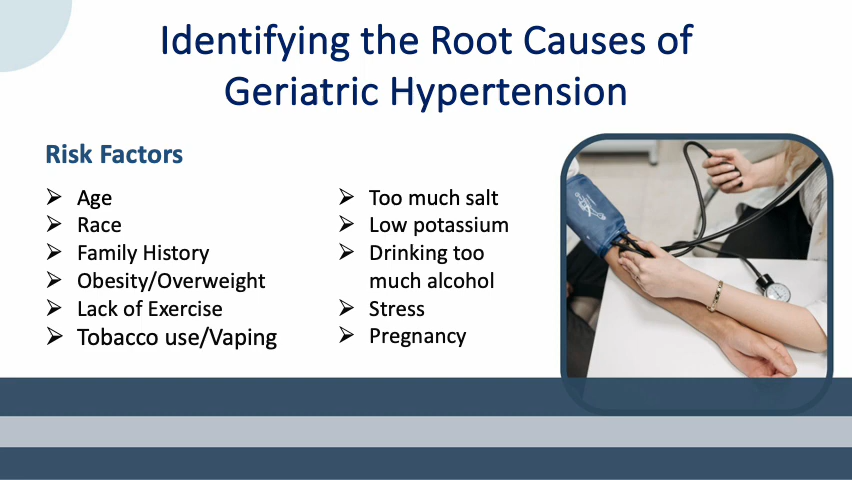 Identifying the Root Causes of
Geriatric Hypertension
Risk Factors
Age
Race
Family History
Obesity/Overweight
Lack of Exercise
Tobacco use/Vaping
Too much salt
Low potassium
Drinking too
much alcohol
Stress
Pregnancy